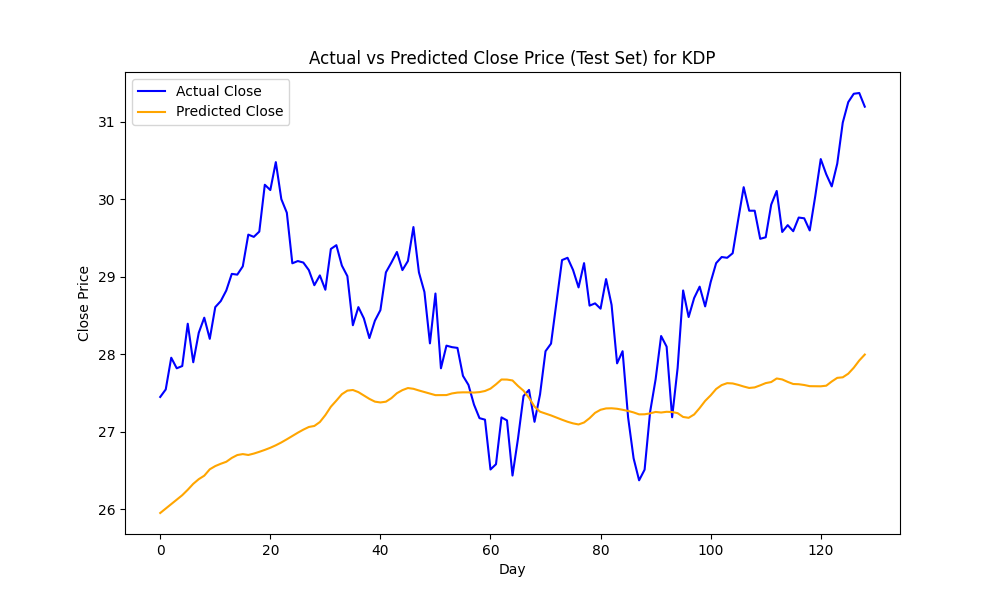 Actual vs Predicted Close Price (Test Set) for KDP
Actual Close
Predicted Close
31
30
29
28
27
26
Close Price
0 20 40 60 80 100 120
Day